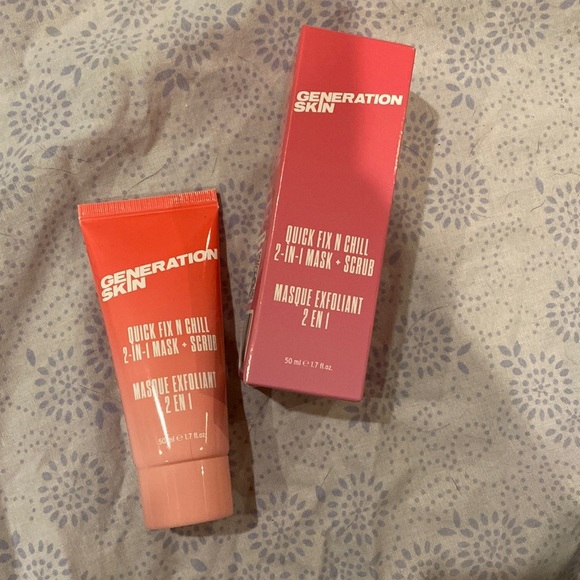 GENERATION
SKIN
QUICK FIX N CHILL
2-IN-1 MASK + SCRUB
MASQUE EXFOLIANT
2 EN 1
50 ml e 1.7 fl oz.
GENERATION
SKIN
QUICK FIX N CHILL
2-IN-1 MASK + SCRUB
MASQUE EXFOLIANT
2 EN 1
50 ml e 1.7 fl oz.